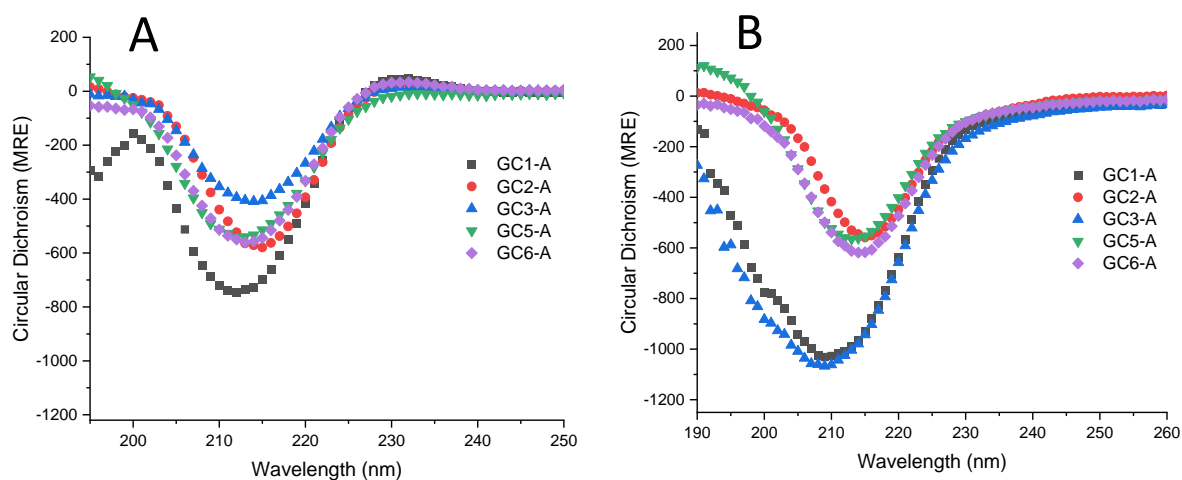 A
200
0
-200
-400
-600
-800
-1000
-1200
200
210
220
230
240
250
Circular Dichroism (MRE)
Wavelength (nm)
GC1-A
GC2-A
GC3-A
GC5-A
GC6-A
B
200
0
-200
-400
-600
-800
-1000
-1200
190
200
210
220
230
240
250
260
Circular Dichroism (MRE)
Wavelength (nm)
GC1-A
GC2-A
GC3-A
GC5-A
GC6-A